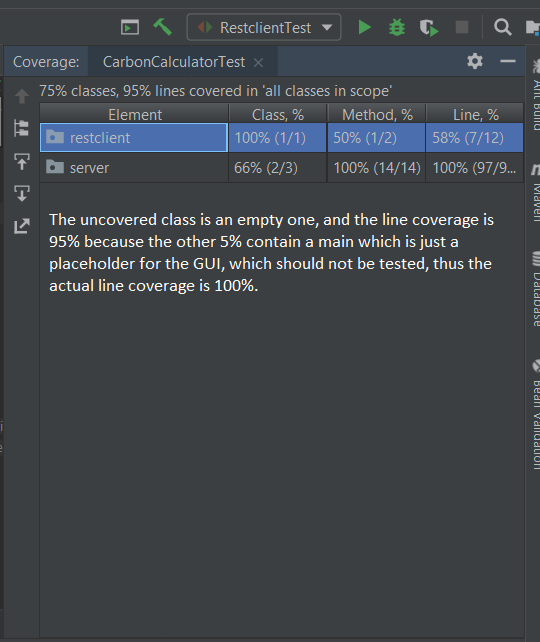 RestclientTest
Coverage: CarbonCalculatorTest
75% classes, 95% lines covered in 'all classes in scope'
Element Class, % Method, % Line, %
restclient 100% (1/1) 50% (1/2) 58% (7/12)
server 66% (2/3) 100% (14/14) 100% (97/9...
The uncovered class is an empty one, and the line coverage is
95% because the other 5% contain a main which is just a
placeholder for the GUI, which should not be tested, thus the
actual line coverage is 100%.
Ant Build
Maven
Database
Bean Validation